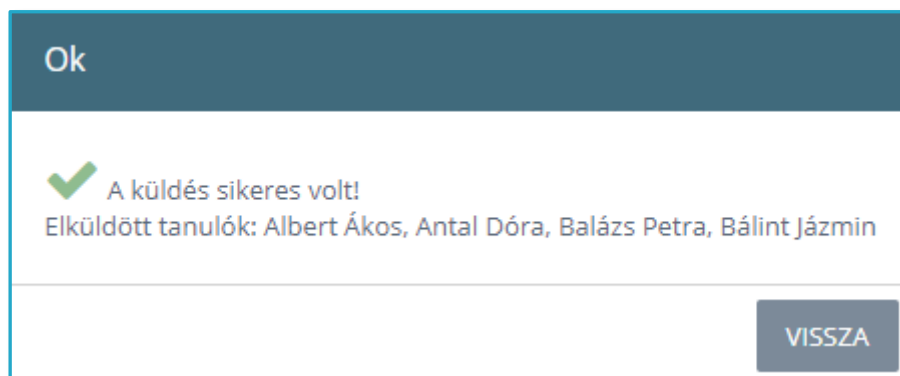 Ok
A küldés sikeres volt!
Elküldött tanulók: Albert Ákos, Antal Dóra, Balázs Petra, Bálint Jázmin
VISSZA